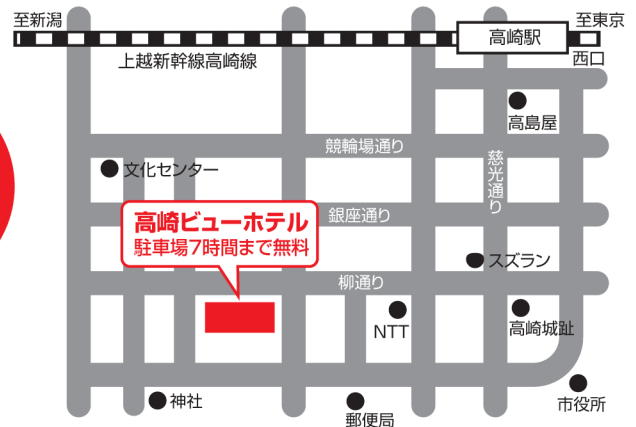 至新潟
至東京
高崎駅
上越新幹線高崎線
西口
高島屋
競輪場通り
慈光通り
文化センター
高崎ビューホテル
駐車場7時間まで無料
銀座通り
スズラン
柳通り
NTT
高崎城趾
神社
郵便局
市役所